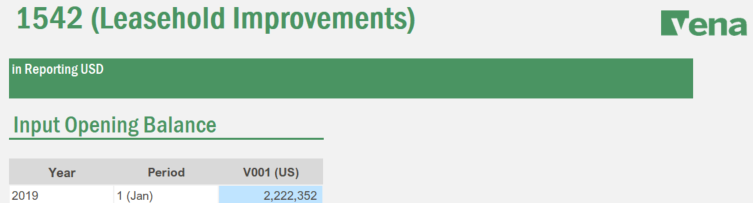 1542 (Leasehold Improvements)
Vena
in Reporting USD
Input Opening Balance
Year Period V001 (US)
2019 1 (Jan) 2,222,352